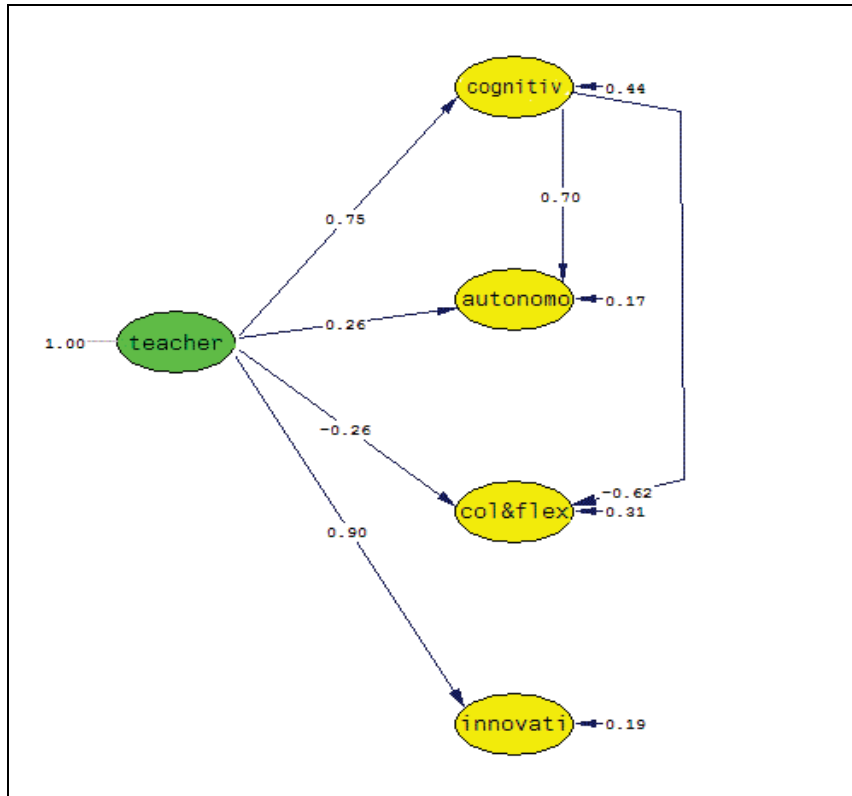 cognitiv
0.44
0.75
0.70
autonomo
0.17
0.26
1.00
teacher
-0.26
-0.62
col&flex
0.31
0.90
innovati
0.19